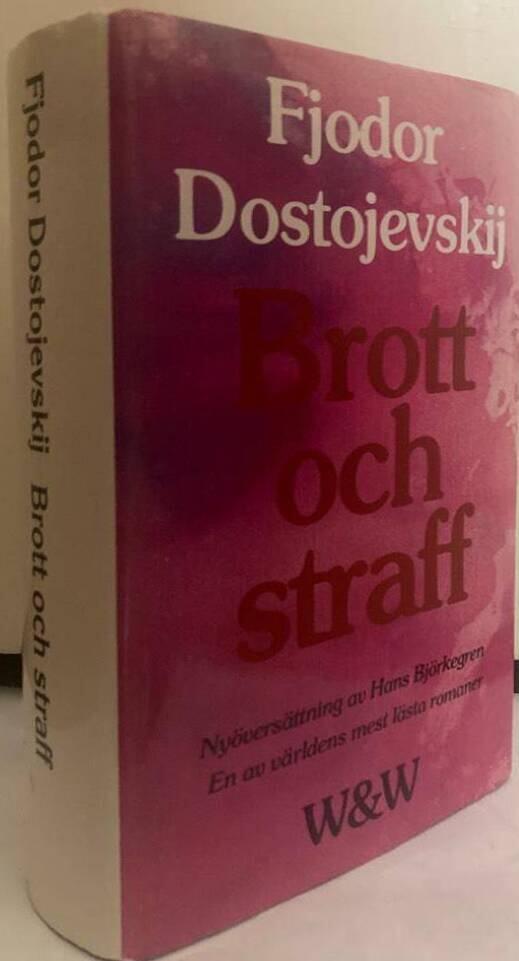 Fjodor Dostojevskij Brott och straff
Fjodor
Dostojevskij
Brott
och
straff
Nyöversättning av Hans Björkegren
En av världens mest lästa romaner
W&W